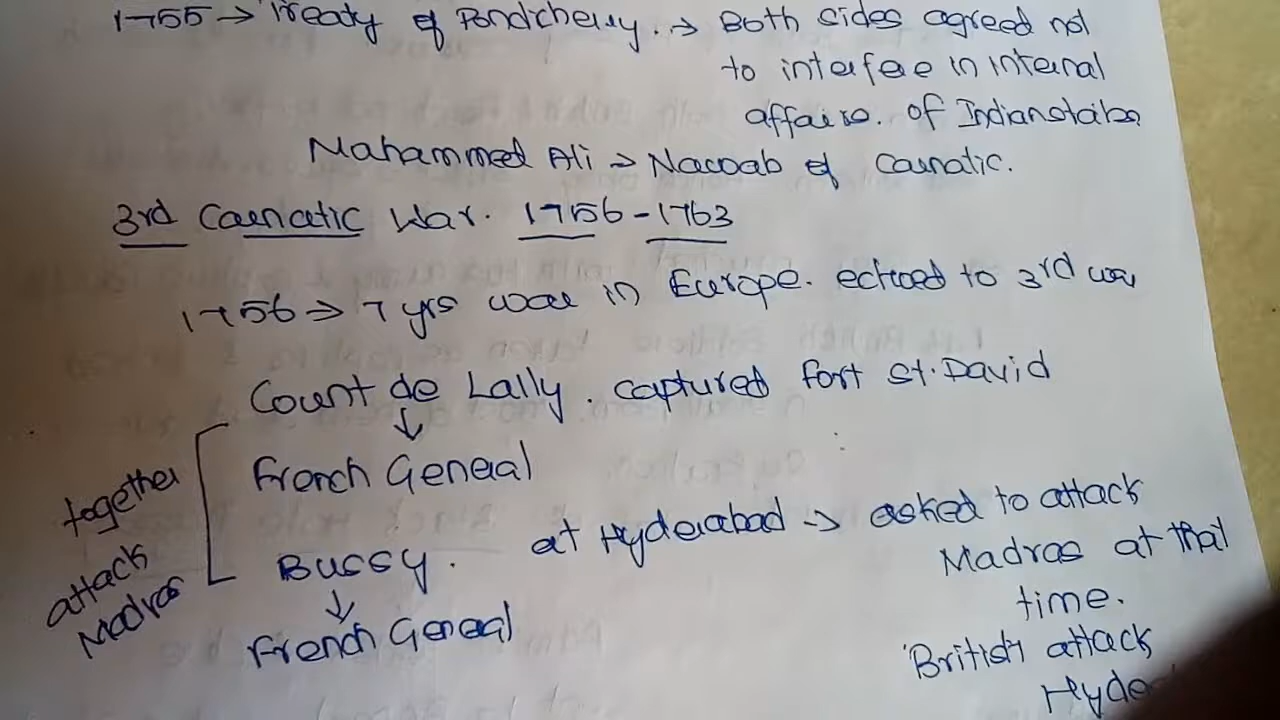 1755 → Treaty of Pondicherry. → Both sides agreed not
to interfere in internal
affairs. of Indian states
Mahammed Ali → Nawab of Carnatic.
3rd Carnatic War. 1756-1763
1756 ⇒ 7 yrs war in Europe. echoed to 3rd war
Count de Lally. captured fort St. David
↓
French General
together
attack
Madras
Bussy. at Hyderabad → asked to attack
Madras at that
time.
↓
French General
British attack